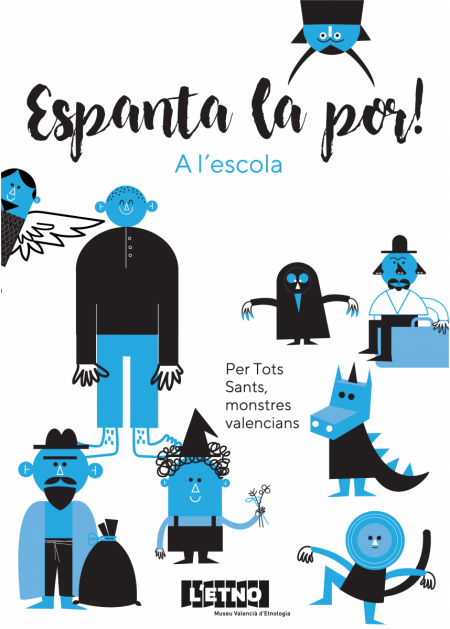 Espanta la por!
A l'escola
Per Tots
Sants,
monstres
valencians
L'ETNO
Museu Valencià d'Etnologia